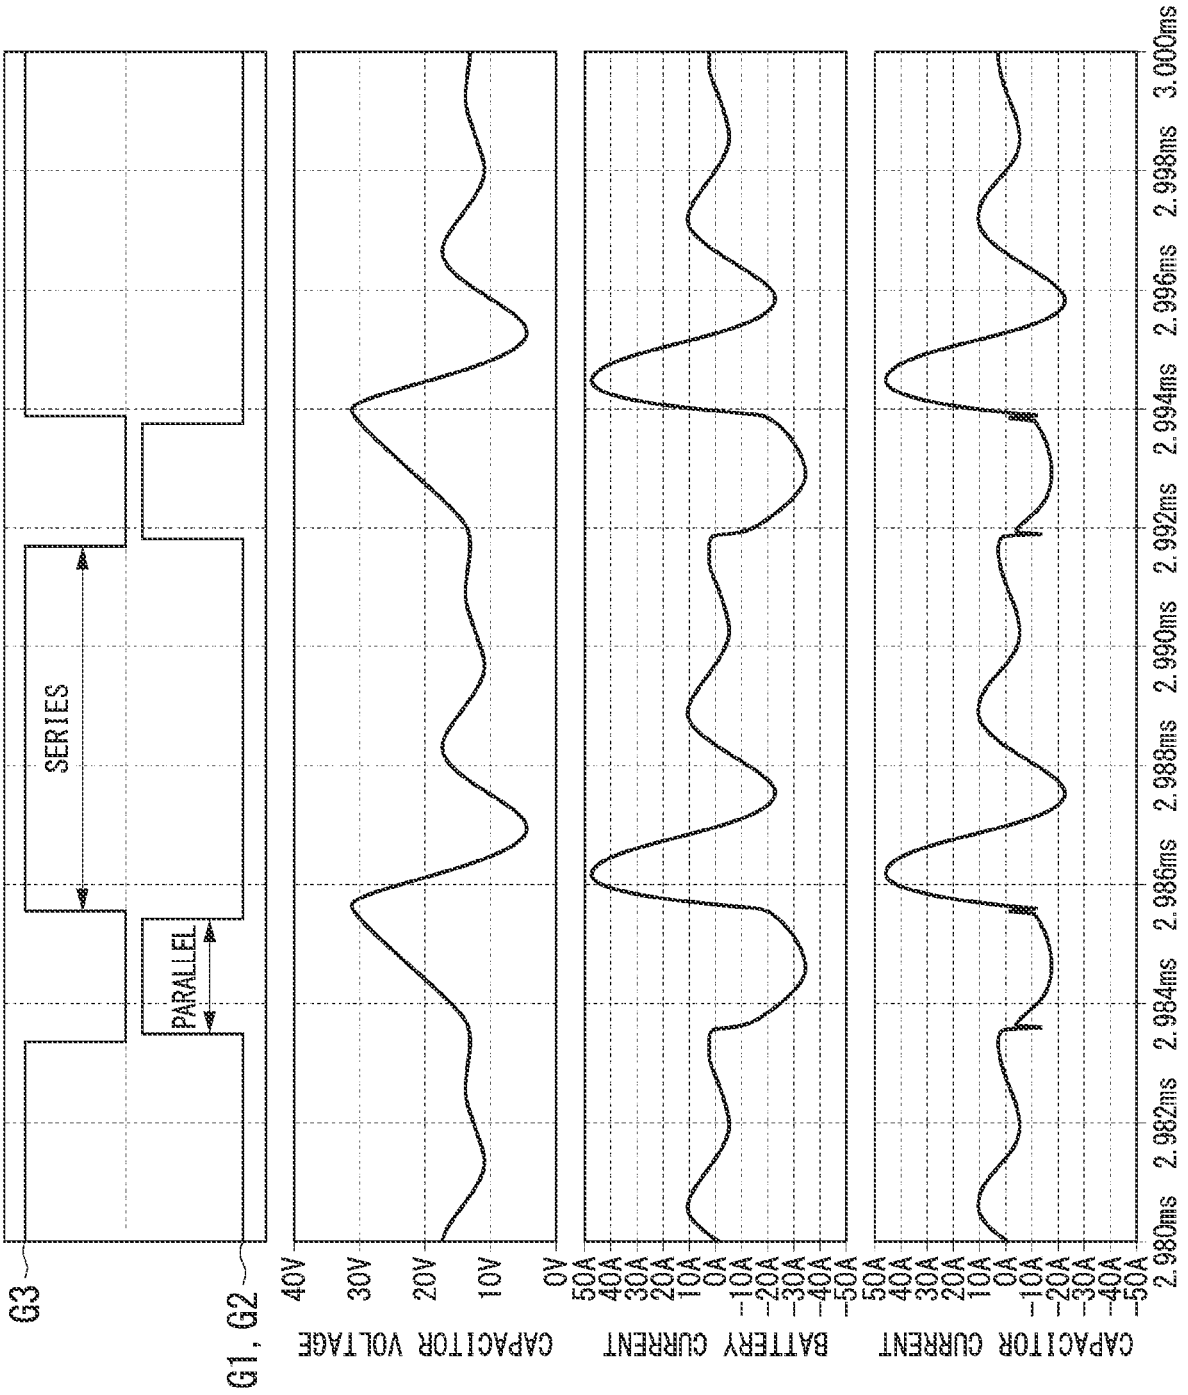 G3
G1, G2
SERIES
PARALLEL
CAPACITOR VOLTAGE
40V
30V
20V
10V
0V
BATTERY CURRENT
50A
40A
30A
20A
10A
0A
-10A
-20A
-30A
-40A
-50A
CAPACITOR CURRENT
50A
40A
30A
20A
10A
0A
-10A
-20A
-30A
-40A
-50A
2.980ms
2.982ms
2.984ms
2.986ms
2.988ms
2.990ms
2.992ms
2.994ms
2.996ms
2.998ms
3.000ms